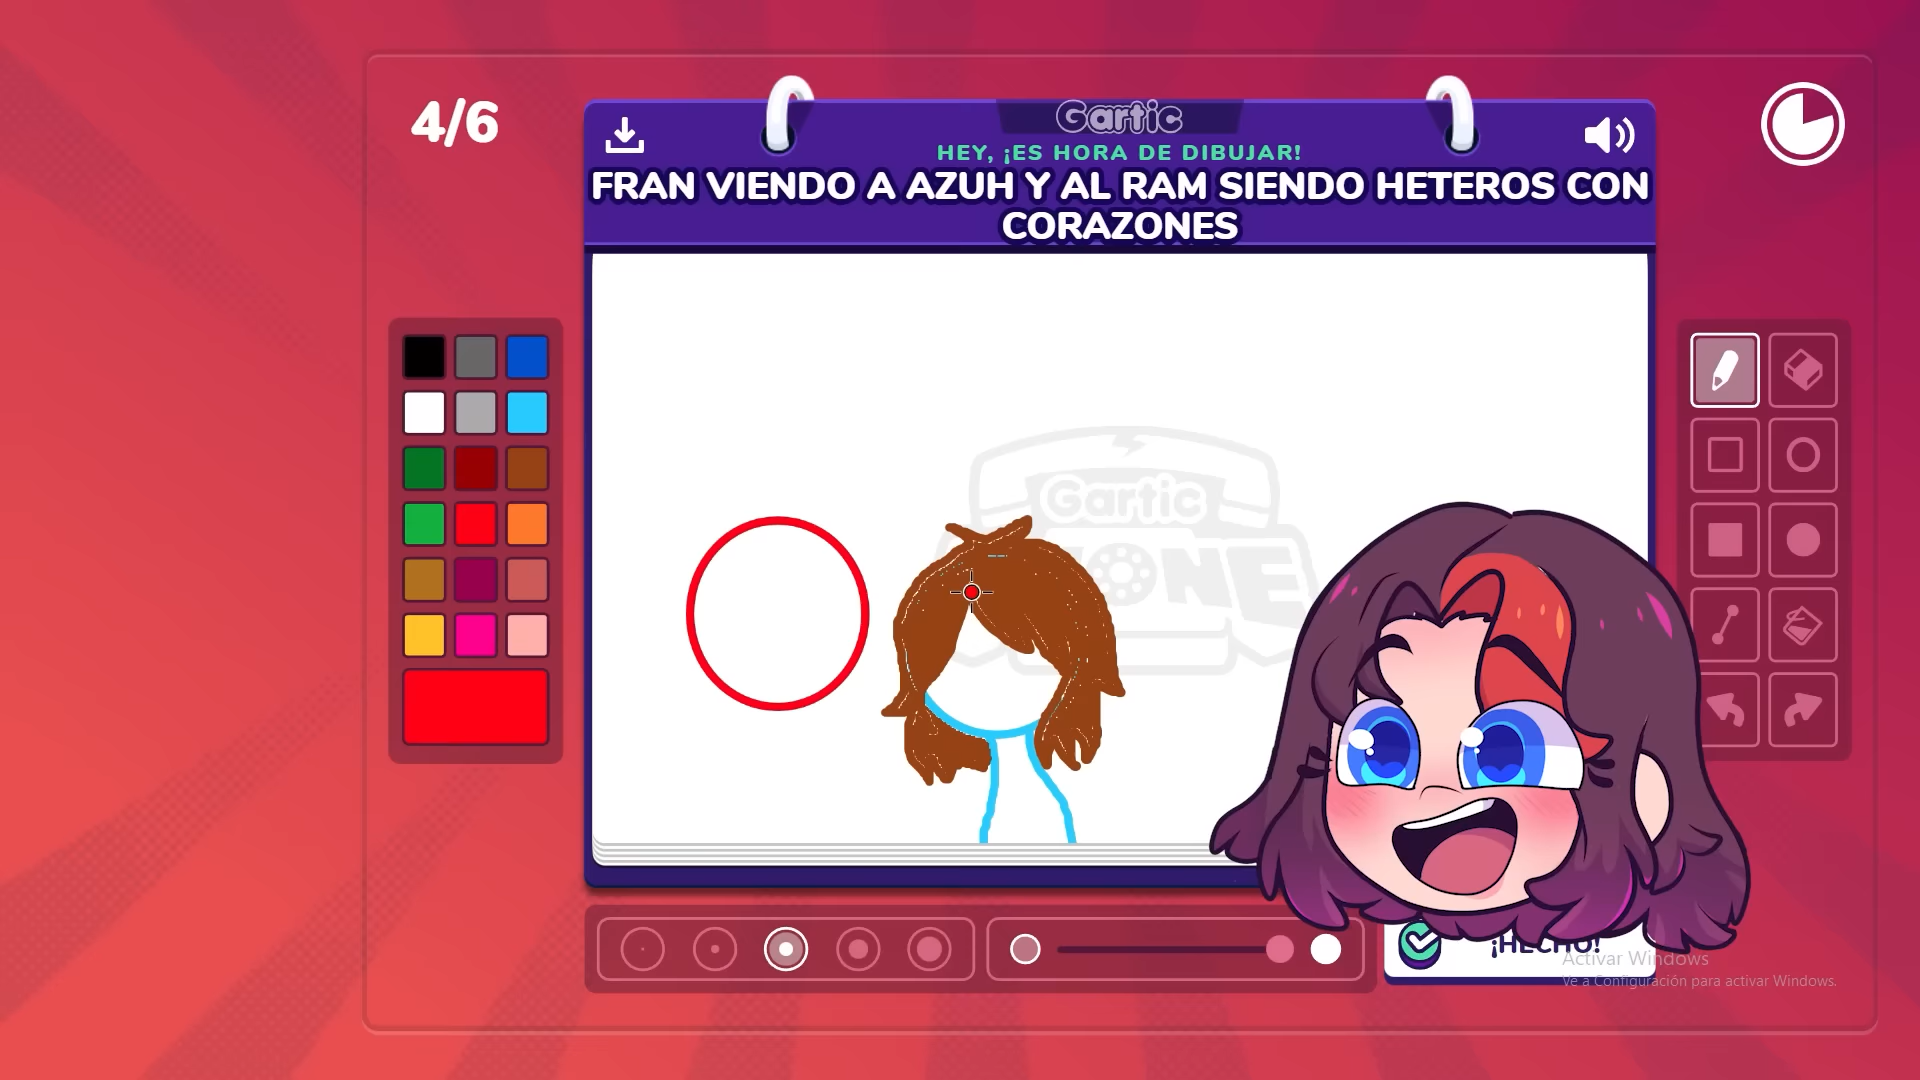 4/6
Gartic
HEY, ¡ES HORA DE DIBUJAR!
FRAN VIENDO A AZUH Y AL RAM SIENDO HETEROS CON
CORAZONES
Gartic
¡HECHO!
Activar Windows
Ve a Configuración para activar Windows.